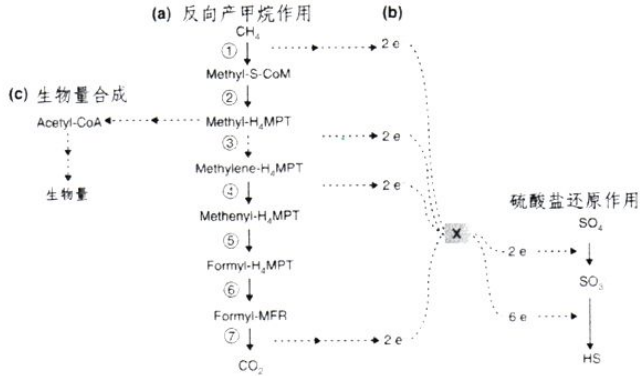 (a) 反向产甲烷作用
(b)
CH₄
① 2 e
Methyl-S-CoM
②
(c) 生物量合成
Acetyl-CoA
Methyl-H₄MPT
③ 2 e
Methylene-H₄MPT
生物量
④ 2 e
硫酸盐还原作用
Methenyl-H₄MPT
SO₄
X
⑤
2 e
Formyl-H₄MPT
SO₃
⑥
6 e
Formyl-MFR
⑦ 2 e
CO₂
HS